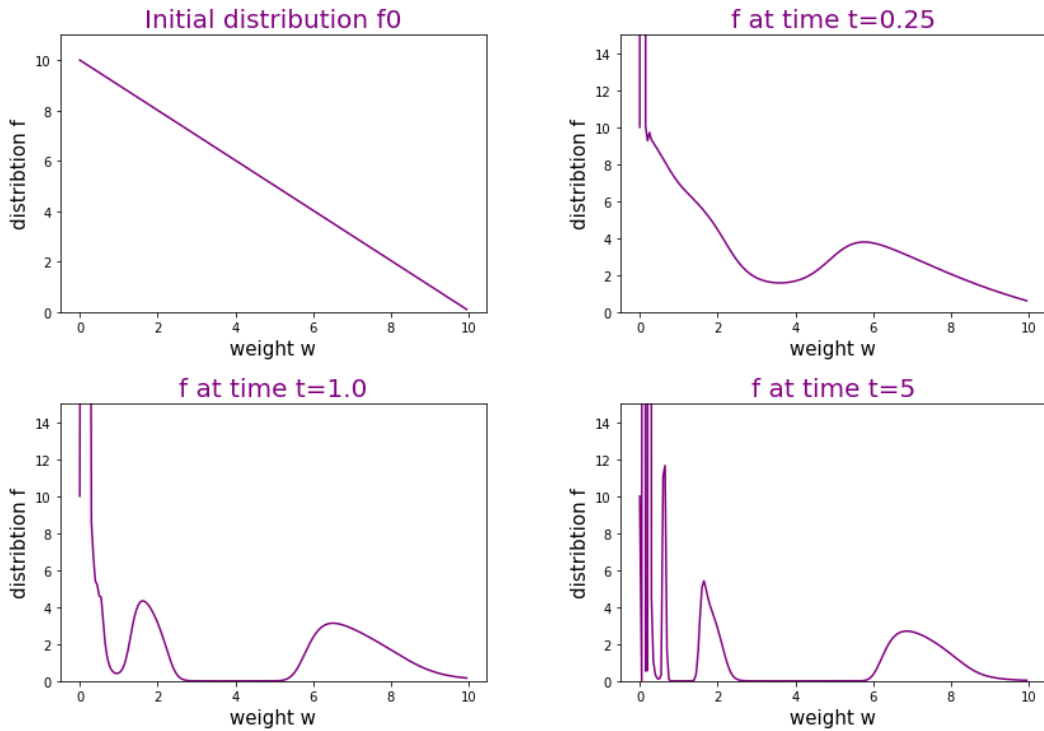 Initial distribution f0
10
8
6
4
2
0
distribtion f
0 2 4 6 8 10
weight w
f at time t=0.25
14
12
10
8
6
4
2
0
distribtion f
0 2 4 6 8 10
weight w
f at time t=1.0
14
12
10
8
6
4
2
0
distribtion f
0 2 4 6 8 10
weight w
f at time t=5
14
12
10
8
6
4
2
0
distribtion f
0 2 4 6 8 10
weight w